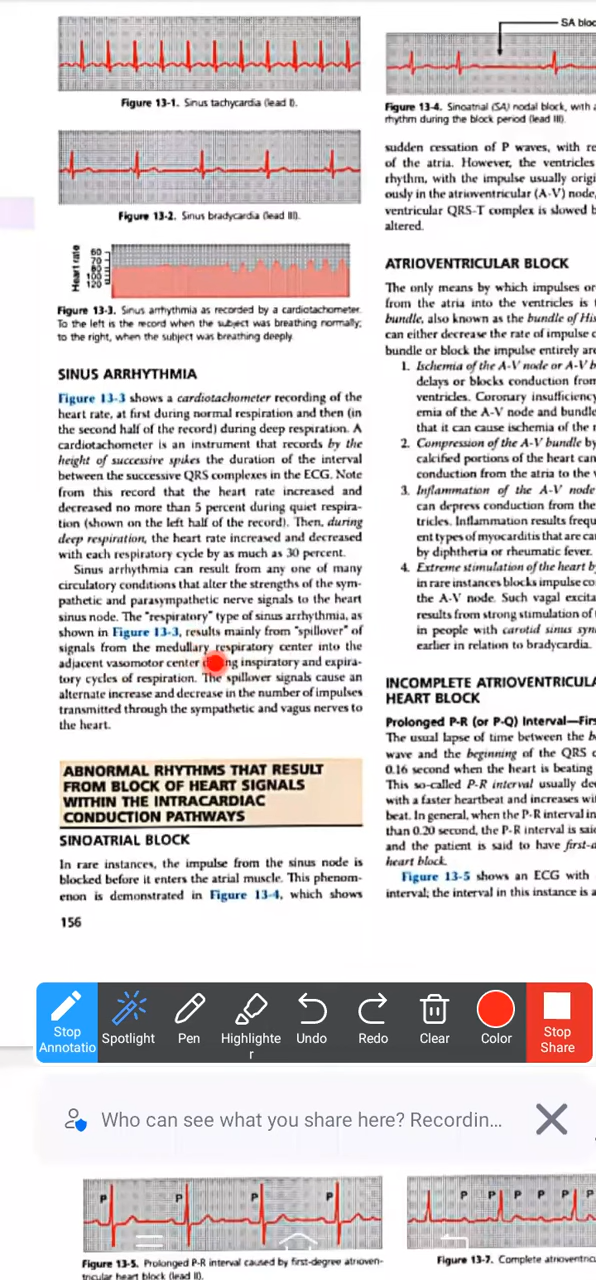 Figure 13-1. Sinus tachycardia (lead I).
Figure 13-2. Sinus bradycardia (lead III).
Heart rate
60
70
80
100
120
Figure 13-3. Sinus arrhythmia as recorded by a cardiotachometer.
To the left is the record when the subject was breathing normally;
to the right, when the subject was breathing deeply.
SINUS ARRHYTHMIA
Figure 13-3 shows a cardiotachometer recording of the
heart rate, at first during normal respiration and then (in
the second half of the record) during deep respiration. A
cardiotachometer is an instrument that records by the
height of successive spikes the duration of the interval
between the successive QRS complexes in the ECG. Note
from this record that the heart rate increased and
decreased no more than 5 percent during quiet respira-
tion (shown on the left half of the record). Then, during
deep respiration, the heart rate increased and decreased
with each respiratory cycle by as much as 30 percent.
Sinus arrhythmia can result from any one of many
circulatory conditions that alter the strengths of the sym-
pathetic and parasympathetic nerve signals to the heart
sinus node. The "respiratory" type of sinus arrhythmia, as
shown in Figure 13-3, results mainly from "spillover" of
signals from the medullary respiratory center into the
adjacent vasomotor center ng inspiratory and expira-
tory cycles of respiration. The spillover signals cause an
alternate increase and decrease in the number of impulses
transmitted through the sympathetic and vagus nerves to
the heart.
ABNORMAL RHYTHMS THAT RESULT
FROM BLOCK OF HEART SIGNALS
WITHIN THE INTRACARDIAC
CONDUCTION PATHWAYS
SINOATRIAL BLOCK
In rare instances, the impulse from the sinus node is
blocked before it enters the atrial muscle. This phenom-
enon is demonstrated in Figure 13-4, which shows
156
SA bloc
Figure 13-4. Sinoatrial (SA) nodal block, with a
rhythm during the block period (lead III).
sudden cessation of P waves, with re
of the atria. However, the ventricles
rhythm, with the impulse usually origi
ously in the atrioventricular (A-V) node,
ventricular QRS-T complex is slowed b
altered.
ATRIOVENTRICULAR BLOCK
The only means by which impulses or
from the atria into the ventricles is t
bundle, also known as the bundle of His
can either decrease the rate of impulse c
bundle or block the impulse entirely are
1. Ischemia of the A-V node or A-V b
delays or blocks conduction from
ventricles. Coronary insufficiency
emia of the A-V node and bundle
that it can cause ischemia of the
2. Compression of the A-V bundle by
calcified portions of the heart can
conduction from the atria to the v
3. Inflammation of the A-V node
can depress conduction from the
tricles. Inflammation results frequ
ent types of myocarditis that are ca
by diphtheria or rheumatic fever.
4. Extreme stimulation of the heart b
in rare instances blocks impulse co
the A-V node. Such vagal excita
results from strong stimulation of
in people with carotid sinus syn
earlier in relation to bradycardia.
INCOMPLETE ATRIOVENTRICULA
HEART BLOCK
Prolonged P-R (or P-Q) Interval—Firs
The usual lapse of time between the b
wave and the beginning of the QRS c
0.16 second when the heart is beating
This so-called P-R interval usually de
with a faster heartbeat and increases wi
beat. In general, when the P-R interval in
than 0.20 second, the P-R interval is sai
and the patient is said to have first-d
heart block.
Figure 13-5 shows an ECG with
interval; the interval in this instance is a
Stop
Annotatio
Spotlight
Pen
Highlighte
r
Undo
Redo
Clear
Color
Stop
Share
Who can see what you share here? Recordin...
P P P P
P P P P P
Figure 13-5. Prolonged P-R interval caused by first-degree atrioven-
tricular heart block (lead II).
Figure 13-7. Complete atrioventric